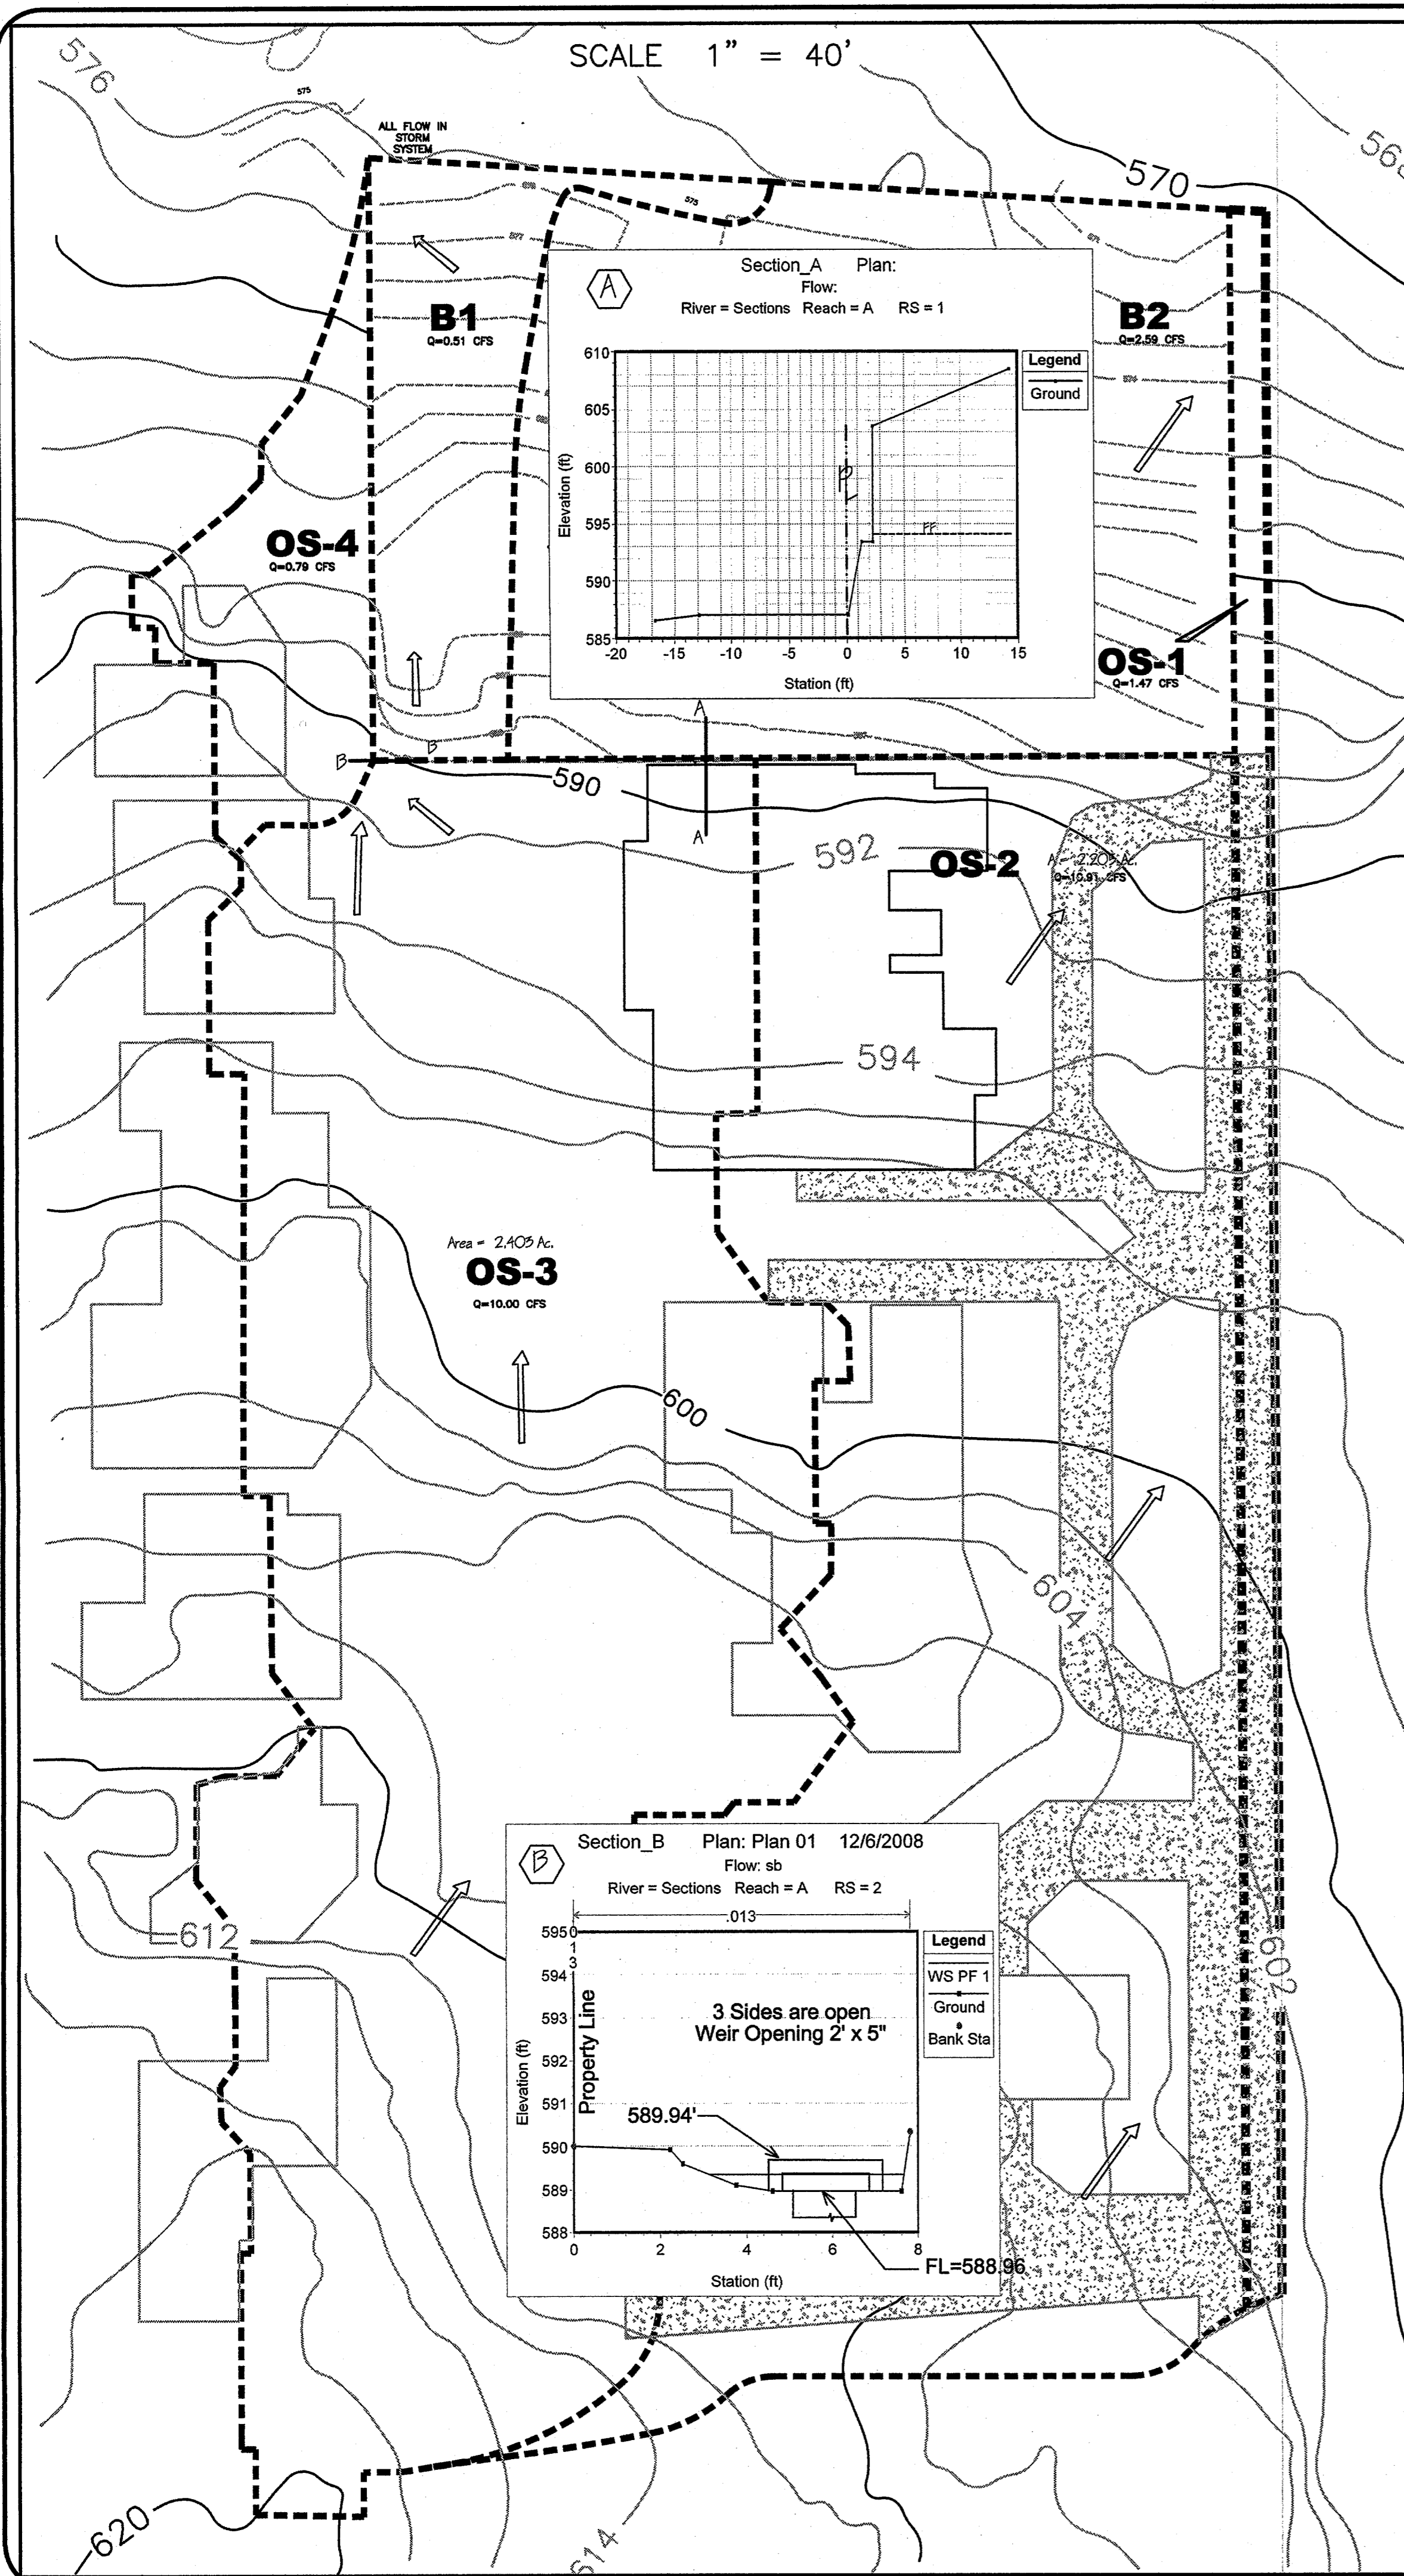 SCALE 1" = 40'
576
575
ALL FLOW IN
STORM
SYSTEM
570
575
B1
Q=0.51 CFS
B2
Q=2.59 CFS
A
Section_A Plan:
Flow:
River = Sections Reach = A RS = 1
610
605
600
595
590
585
-20 -15 -10 -5 0 5 10 15
Elevation (ft)
Station (ft)
FF
Legend
Ground
OS-4
Q=0.79 CFS
OS-1
Q=1.47 CFS
A
B
B
590
A
592
OS-2
594
Area = 2.403 Ac.
OS-3
Q=10.00 CFS
600
604
612
602
B
Section_B Plan: Plan 01 12/6/2008
Flow: sb
River = Sections Reach = A RS = 2
.013
595
594
593
592
591
590
589
588
0
1
3
0 2 4 6 8
Elevation (ft)
Property Line
3 Sides are open
Weir Opening 2' x 5"
589.94'
FL=588.96
Station (ft)
Legend
WS PF 1
Ground
Bank Sta
620
614